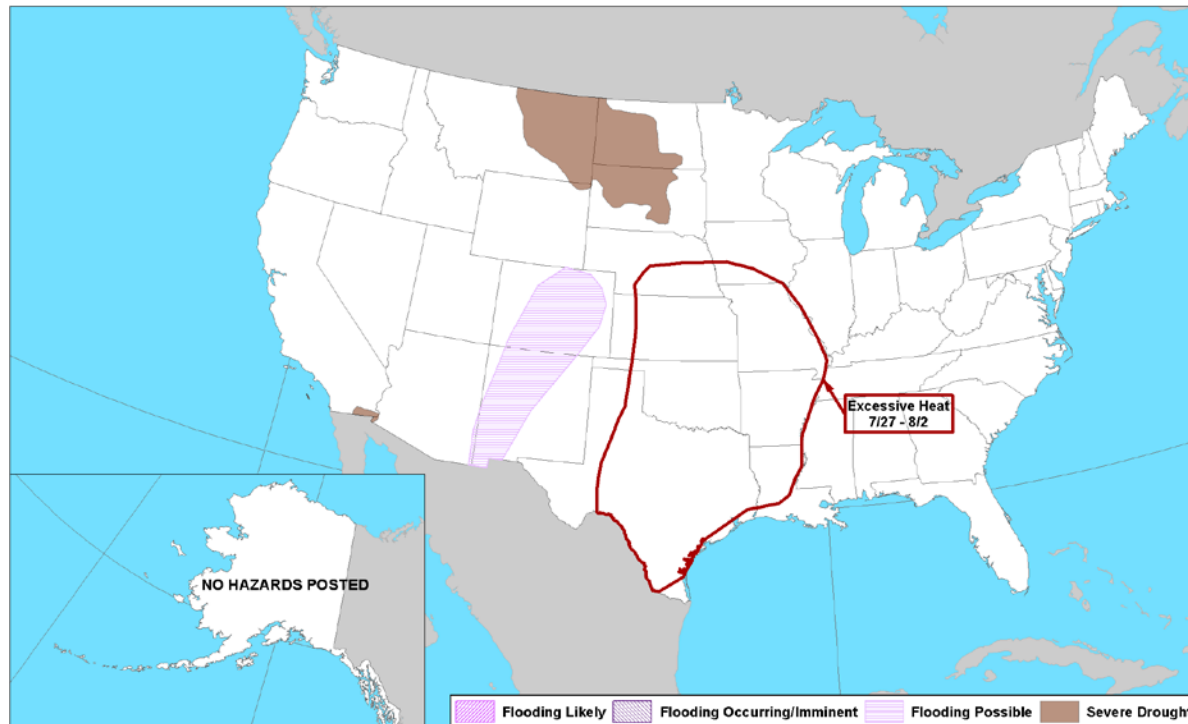 Excessive Heat
7/27 - 8/2
NO HAZARDS POSTED
Flooding Likely
Flooding Occurring/Imminent
Flooding Possible
Severe Drought